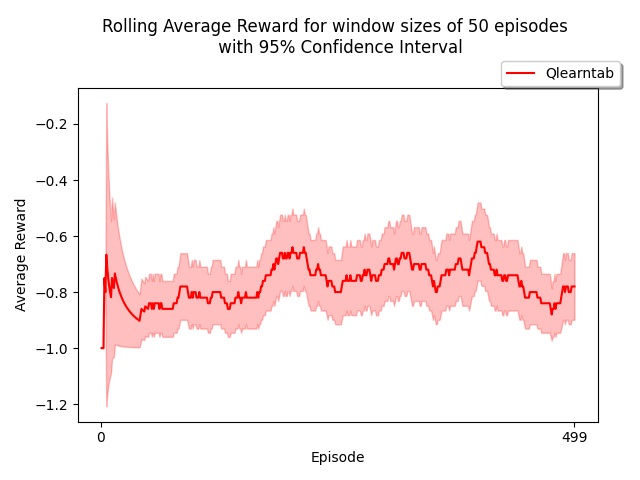 Rolling Average Reward for window sizes of 50 episodes
with 95% Confidence Interval
Qlearntab
−0.2
−0.4
−0.6
−0.8
−1.0
−1.2
Average Reward
0
499
Episode